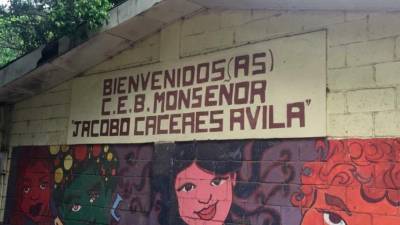 BIENVENIDOS(AS)
C.E.B. MONSEÑOR
"JACOBO CACERES AVILA"